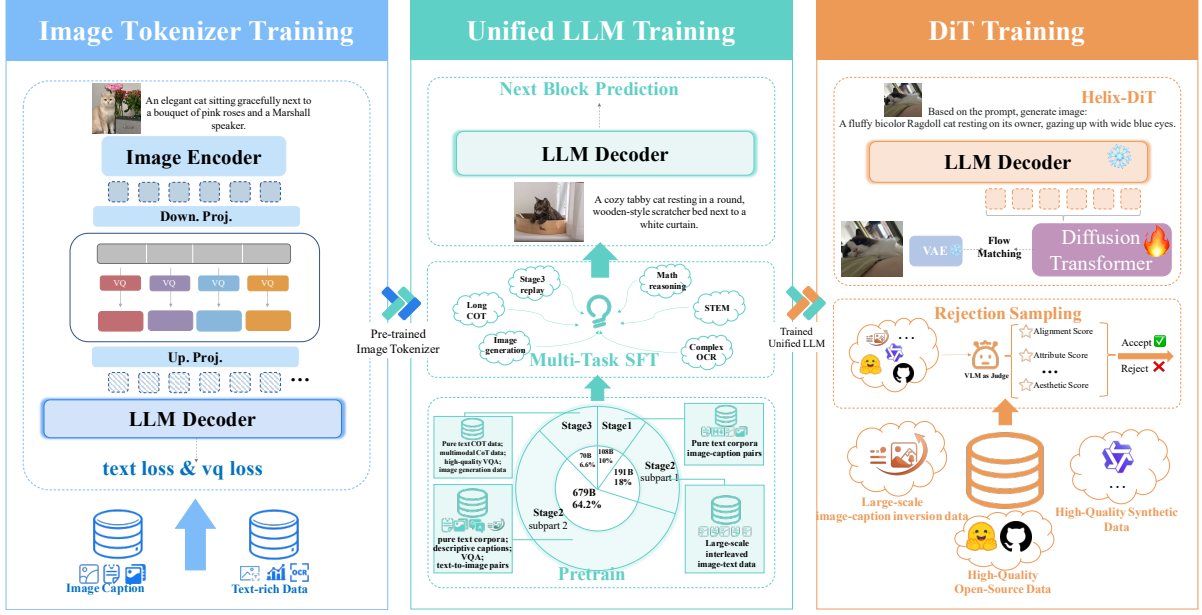 Image Tokenizer Training
An elegant cat sitting gracefully next to
a bouquet of pink roses and a Marshall
speaker.
Image Encoder
Down. Proj.
VQ
VQ
VQ
VQ
Up. Proj.
...
LLM Decoder
text loss & vq loss
Image Caption
OCR
Text-rich Data
Pre-trained
Image Tokenizer
Unified LLM Training
Next Block Prediction
LLM Decoder
A cozy tabby cat resting in a round,
wooden-style scratcher bed next to a
white curtain.
Stage3
replay
Math
reasoning
Long
COT
STEM
Image
generation
Complex
OCR
Multi-Task SFT
Stage3
Stage1
Pure text COT data;
multimodal CoT data;
high-quality VQA;
image generation data
Pure text corpora
image-caption pairs
70B
6.6%
108B
10%
191B
18%
Stage2
subpart 1
679B
64.2%
Stage2
subpart 2
pure text corpora;
descriptive captions;
VQA;
text-to-image pairs
Large-scale
interleaved
image-text data
Pretrain
Trained
Unified LLM
DiT Training
Helix-DiT
Based on the prompt, generate image:
A fluffy bicolor Ragdoll cat resting on its owner, gazing up with wide blue eyes.
LLM Decoder
VAE
Flow
Matching
Diffusion
Transformer
Rejection Sampling
...
VLM as Judge
Alignment Score
Attribute Score
...
Aesthetic Score
Accept
Reject
Large-scale
image-caption inversion data
...
High-Quality Synthetic
Data
High-Quality
Open-Source Data